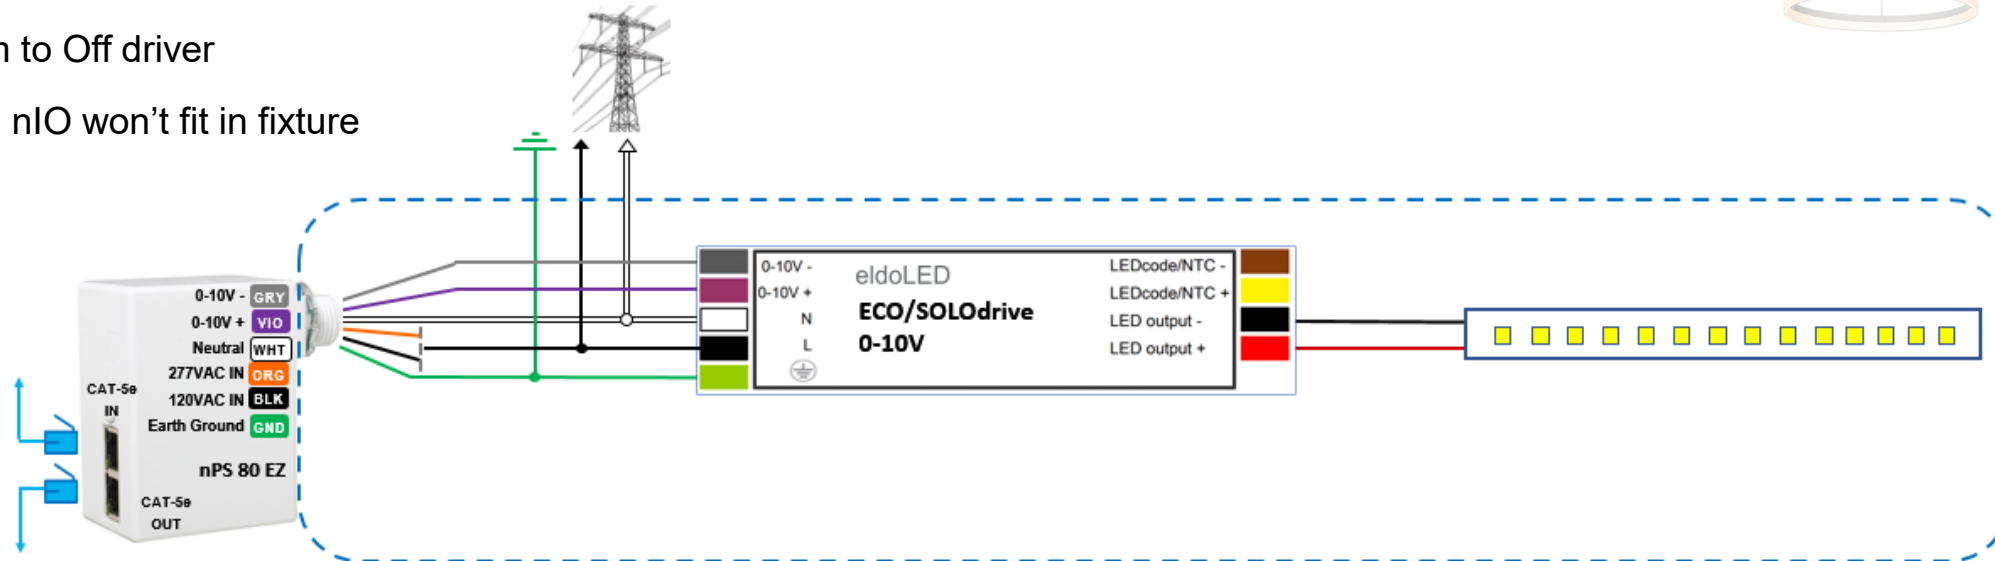 to Off driver
nIO won’t fit in fixture
0-10V - GRY
0-10V + VIO
Neutral WHT
277VAC IN ORG
120VAC IN BLK
Earth Ground GND
CAT-5e
IN
nPS 80 EZ
CAT-5e
OUT
0-10V -
0-10V +
N
L
eldoLED
ECO/SOLOdrive
0-10V
LEDcode/NTC -
LEDcode/NTC +
LED output -
LED output +